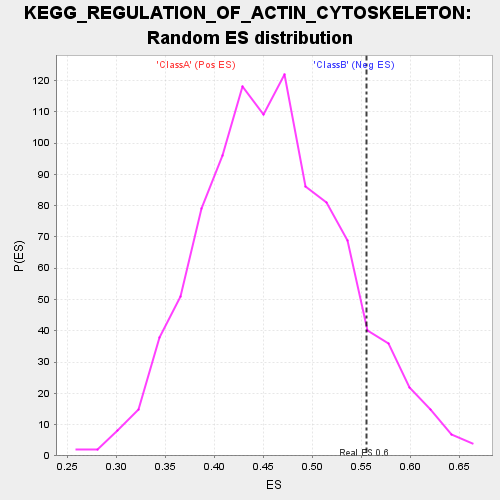 KEGG_REGULATION_OF_ACTIN_CYTOSKELETON:
Random ES distribution
'ClassA' (Pos ES) 'ClassB' (Neg ES)
120
110
100
90
80
70
60
50
40
30
20
10
0
P(ES)
Real ES 0.6
0.25 0.30 0.35 0.40 0.45 0.50 0.55 0.60 0.65
ES